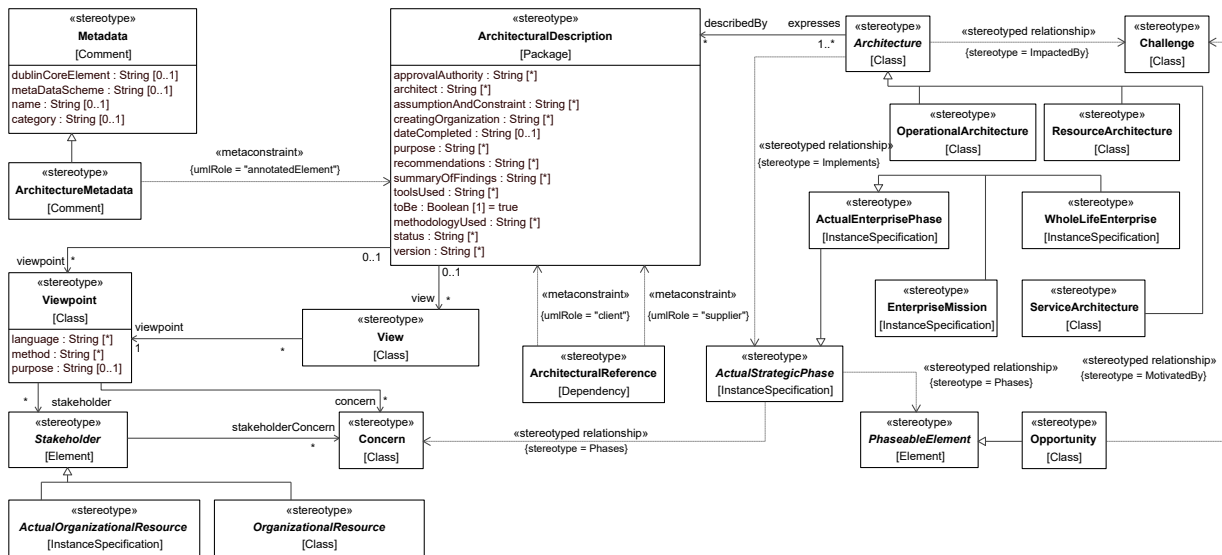 «stereotype»
Metadata
[Comment]
dublinCoreElement : String [0..1]
metaDataScheme : String [0..1]
name : String [0..1]
category : String [0..1]
«stereotype»
ArchitectureMetadata
[Comment]
«metaconstraint»
{umlRole = "annotatedElement"}
«stereotype»
ArchitecturalDescription
[Package]
approvalAuthority : String [*]
architect : String [*]
assumptionAndConstraint : String [*]
creatingOrganization : String [*]
dateCompleted : String [0..1]
purpose : String [*]
recommendations : String [*]
summaryOfFindings : String [*]
toolsUsed : String [*]
toBe : Boolean [1] = true
methodologyUsed : String [*]
status : String [*]
version : String [*]
describedBy
*
expresses
1..*
«stereotype»
Architecture
[Class]
«stereotyped relationship»
{stereotype = ImpactedBy}
«stereotype»
Challenge
[Class]
«stereotype»
OperationalArchitecture
[Class]
«stereotype»
ResourceArchitecture
[Class]
«stereotyped relationship»
{stereotype = Implements}
«stereotype»
ActualEnterprisePhase
[InstanceSpecification]
«stereotype»
WholeLifeEnterprise
[InstanceSpecification]
«stereotype»
EnterpriseMission
[InstanceSpecification]
«stereotype»
ServiceArchitecture
[Class]
viewpoint
*
0..1
0..1
view
*
«stereotype»
Viewpoint
[Class]
language : String [*]
method : String [*]
purpose : String [0..1]
viewpoint
1
*
«stereotype»
View
[Class]
«metaconstraint»
{umlRole = "client"}
«metaconstraint»
{umlRole = "supplier"}
«stereotype»
ArchitecturalReference
[Dependency]
«stereotype»
ActualStrategicPhase
[InstanceSpecification]
«stereotyped relationship»
{stereotype = Phases}
«stereotyped relationship»
{stereotype = MotivatedBy}
*
stakeholder
concern
*
«stereotype»
Stakeholder
[Element]
stakeholderConcern
*
«stereotype»
Concern
[Class]
«stereotyped relationship»
{stereotype = Phases}
«stereotype»
PhaseableElement
[Element]
«stereotype»
Opportunity
[Class]
«stereotype»
ActualOrganizationalResource
[InstanceSpecification]
«stereotype»
OrganizationalResource
[Class]